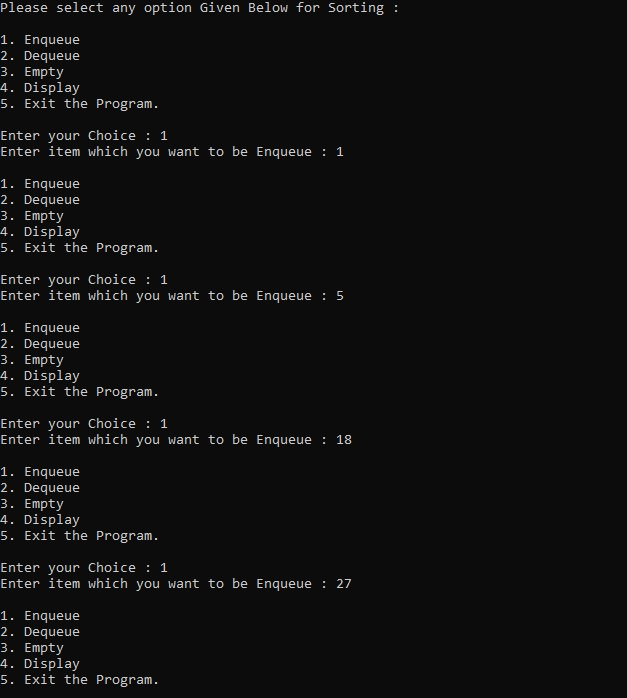 Please select any option Given Below for Sorting :
1. Enqueue
2. Dequeue
3. Empty
4. Display
5. Exit the Program.
Enter your Choice : 1
Enter item which you want to be Enqueue : 1
1. Enqueue
2. Dequeue
3. Empty
4. Display
5. Exit the Program.
Enter your Choice : 1
Enter item which you want to be Enqueue : 5
1. Enqueue
2. Dequeue
3. Empty
4. Display
5. Exit the Program.
Enter your Choice : 1
Enter item which you want to be Enqueue : 18
1. Enqueue
2. Dequeue
3. Empty
4. Display
5. Exit the Program.
Enter your Choice : 1
Enter item which you want to be Enqueue : 27
1. Enqueue
2. Dequeue
3. Empty
4. Display
5. Exit the Program.